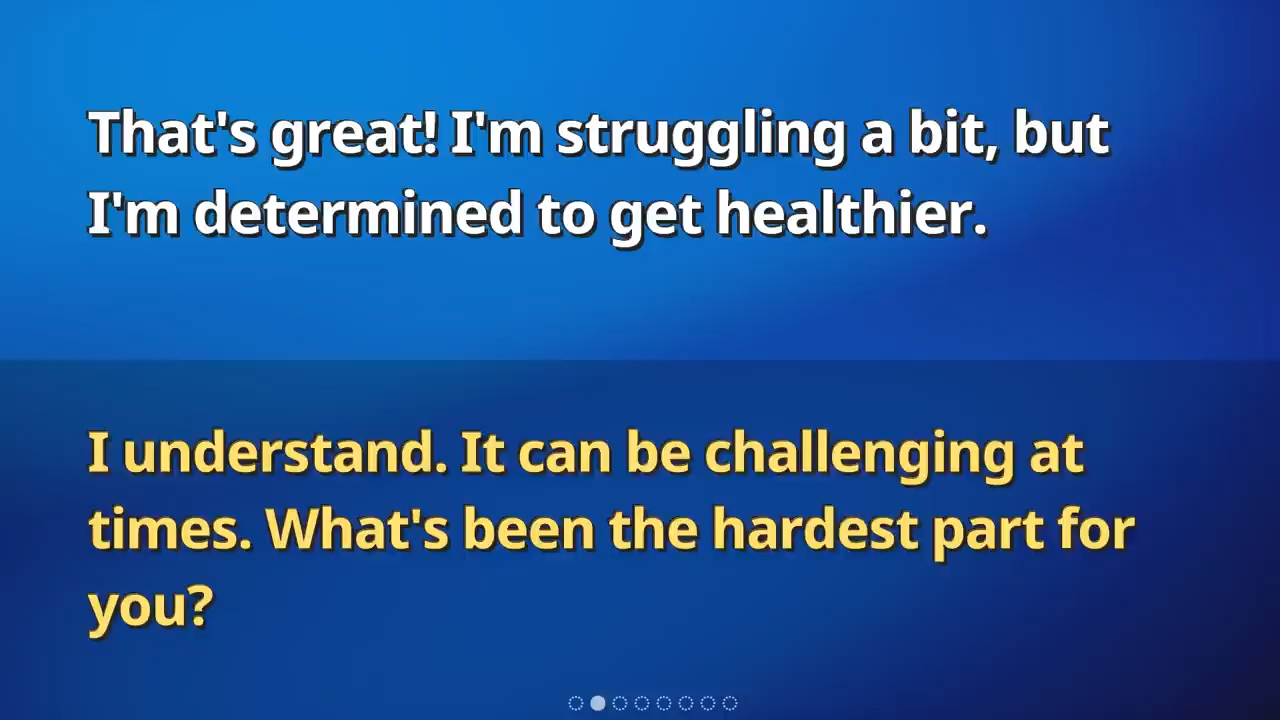 That's great! I'm struggling a bit, but
I'm determined to get healthier.
I understand. It can be challenging at
times. What's been the hardest part for
you?